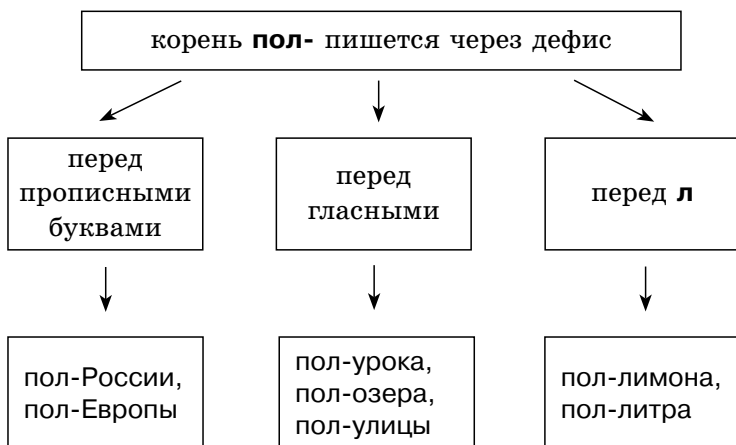 корень пол- пишется через дефис
перед
прописными
буквами
перед
гласными
перед л
пол-России,
пол-Европы
пол-урока,
пол-озера,
пол-улицы
пол-лимона,
пол-литра